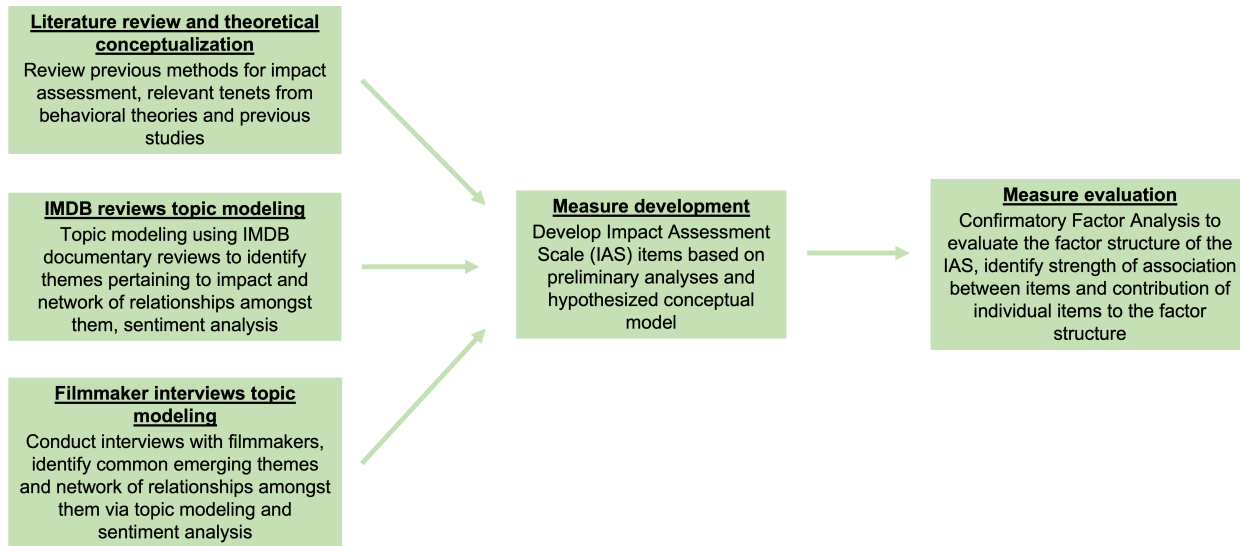 Literature review and theoretical
conceptualization
Review previous methods for impact
assessment, relevant tenets from
behavioral theories and previous
studies
IMDB reviews topic modeling
Topic modeling using IMDB
documentary reviews to identify
themes pertaining to impact and
network of relationships amongst
them, sentiment analysis
Filmmaker interviews topic
modeling
Conduct interviews with filmmakers,
identify common emerging themes
and network of relationships amongst
them via topic modeling and
sentiment analysis
Measure development
Develop Impact Assessment
Scale (IAS) items based on
preliminary analyses and
hypothesized conceptual
model
Measure evaluation
Confirmatory Factor Analysis to
evaluate the factor structure of the
IAS, identify strength of association
between items and contribution of
individual items to the factor
structure